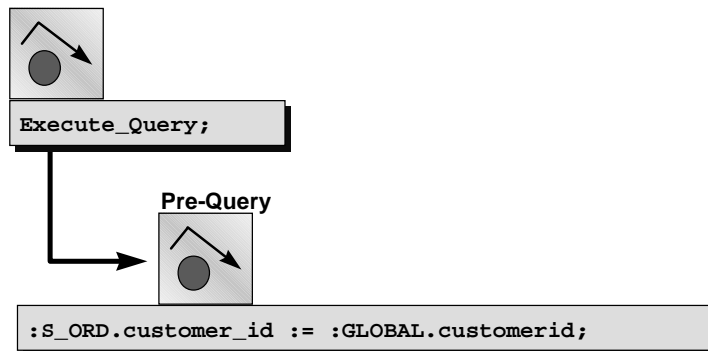 Execute_Query;
Pre-Query
:S_ORD.customer_id := :GLOBAL.customerid;